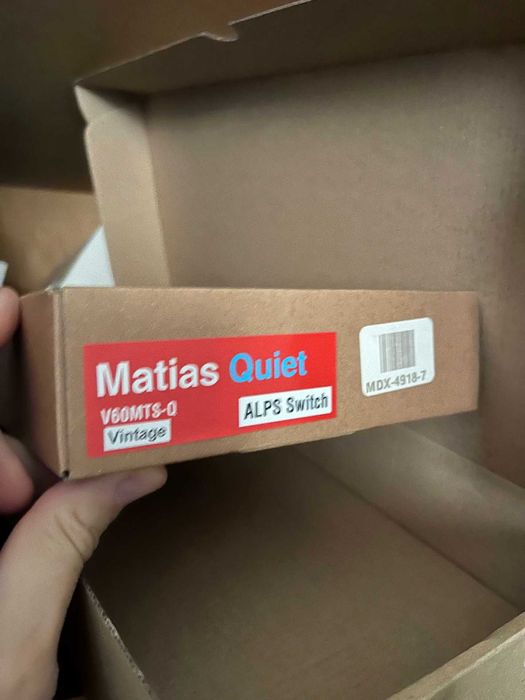 Matias Quiet
V60MTS-Q
Vintage
ALPS Switch
MDX-4918-7